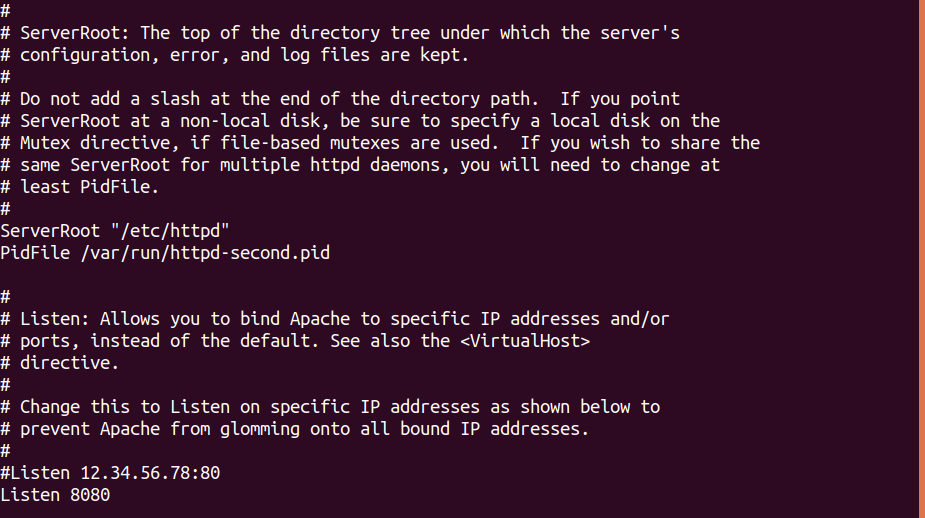 #
# ServerRoot: The top of the directory tree under which the server's
# configuration, error, and log files are kept.
#
# Do not add a slash at the end of the directory path.  If you point
# ServerRoot at a non-local disk, be sure to specify a local disk on the
# Mutex directive, if file-based mutexes are used.  If you wish to share the
# same ServerRoot for multiple httpd daemons, you will need to change at
# least PidFile.
#
ServerRoot "/etc/httpd"
PidFile /var/run/httpd-second.pid

#
# Listen: Allows you to bind Apache to specific IP addresses and/or
# ports, instead of the default. See also the <VirtualHost>
# directive.
#
# Change this to Listen on specific IP addresses as shown below to
# prevent Apache from glomming onto all bound IP addresses.
#
#Listen 12.34.56.78:80
Listen 8080